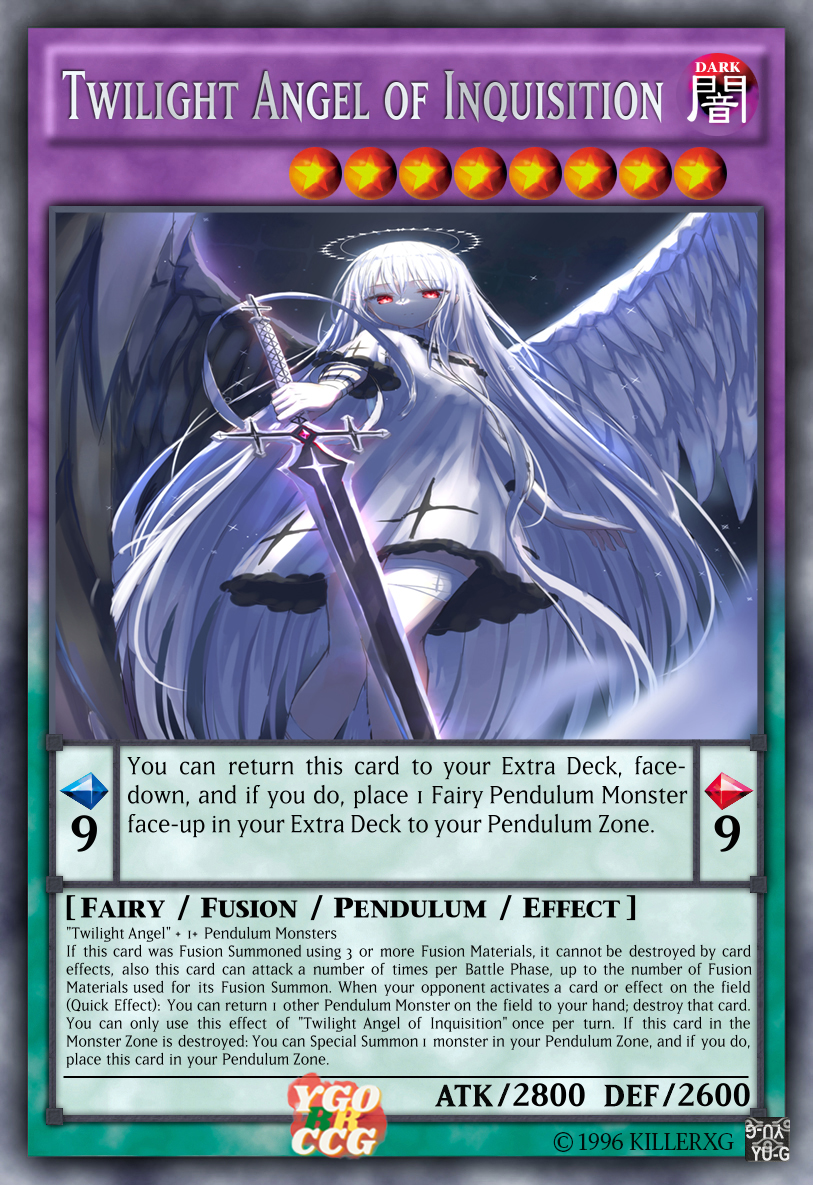 Twilight Angel of Inquisition
DARK
闇
You can return this card to your Extra Deck, face-
down, and if you do, place 1 Fairy Pendulum Monster
face-up in your Extra Deck to your Pendulum Zone.
9
9
[ Fairy / Fusion / Pendulum / Effect ]
"Twilight Angel" + 1+ Pendulum Monsters
If this card was Fusion Summoned using 3 or more Fusion Materials, it cannot be destroyed by card
effects, also this card can attack a number of times per Battle Phase, up to the number of Fusion
Materials used for its Fusion Summon. When your opponent activates a card or effect on the field
(Quick Effect): You can return 1 other Pendulum Monster on the field to your hand; destroy that card.
You can only use this effect of "Twilight Angel of Inquisition" once per turn. If this card in the
Monster Zone is destroyed: You can Special Summon 1 monster in your Pendulum Zone, and if you do,
place this card in your Pendulum Zone.
ATK/2800 DEF/2600
YGO
CCG
© 1996 KILLERXG
YU-G